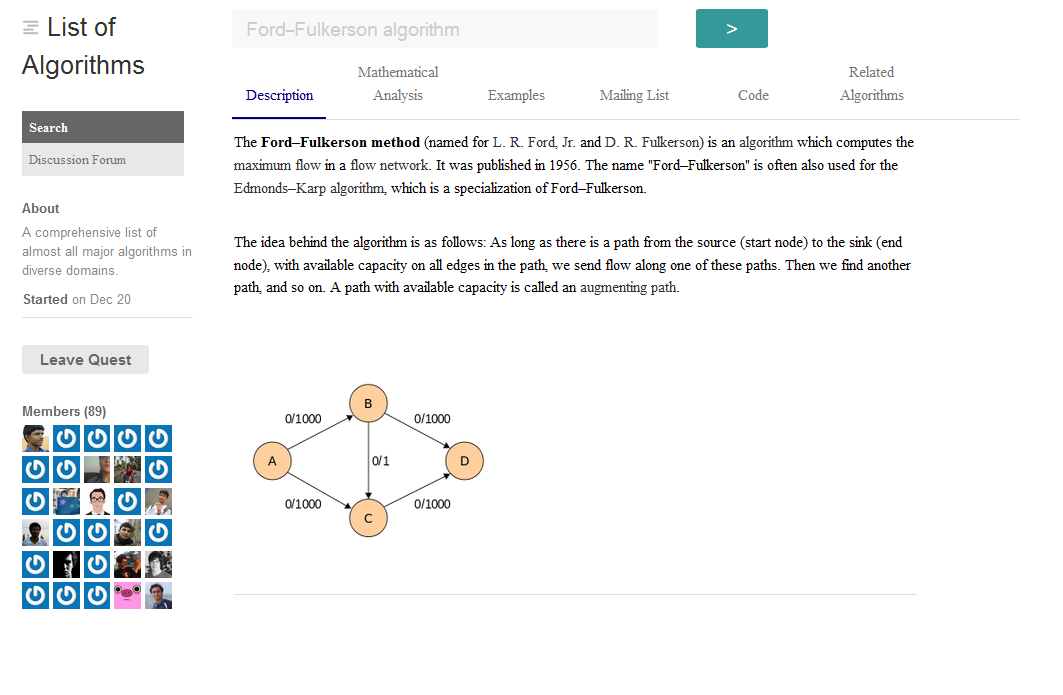 List of
Algorithms
Search
Discussion Forum
About
A comprehensive list of
almost all major algorithms in
diverse domains.
Started on Dec 20
Leave Quest
Members (89)
Ford–Fulkerson algorithm
>
Description
Mathematical
Analysis
Examples
Mailing List
Code
Related
Algorithms
The Ford–Fulkerson method (named for L. R. Ford, Jr. and D. R. Fulkerson) is an algorithm which computes the
maximum flow in a flow network. It was published in 1956. The name "Ford–Fulkerson" is often also used for the
Edmonds–Karp algorithm, which is a specialization of Ford–Fulkerson.
The idea behind the algorithm is as follows: As long as there is a path from the source (start node) to the sink (end
node), with available capacity on all edges in the path, we send flow along one of these paths. Then we find another
path, and so on. A path with available capacity is called an augmenting path.
B
0/1000
0/1000
A
0/1
D
0/1000
0/1000
C